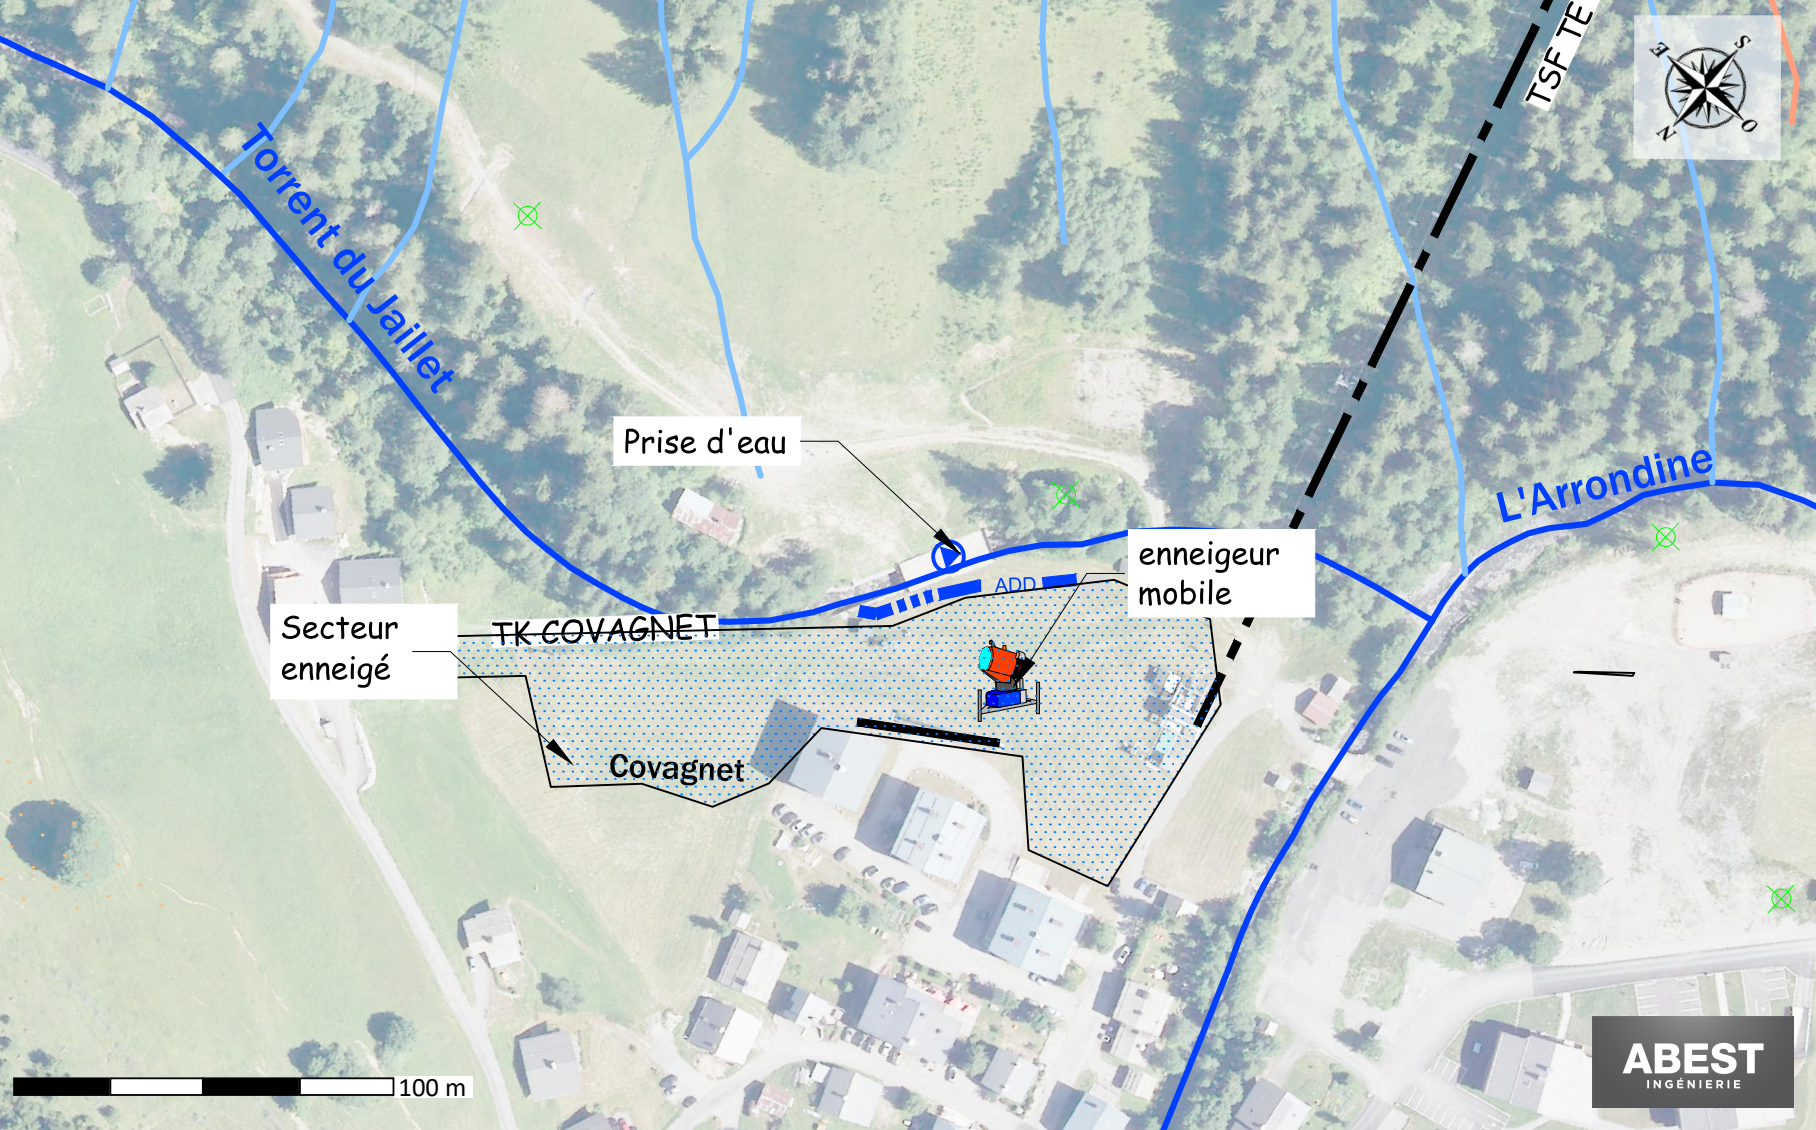 TSF TE
S
E
N
O
Torrent du Jaillet
Prise d'eau
L'Arrondine
enneigeur
mobile
ADD
Secteur
enneigé
TK COVAGNET
Covagnet
100 m
ABEST
INGÉNIERIE